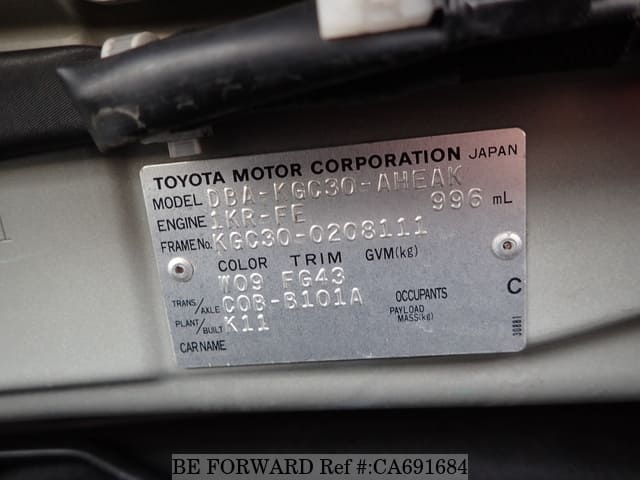 TOYOTA MOTOR CORPORATION JAPAN
MODEL DBA-KGC30-AHEAK
ENGINE 1KR-FE 996 mL
FRAME No. KGC30-0208111
COLOR TRIM GVM(kg)
W09 FG43
TRANS/AXLE C0B-B101A OCCUPANTS C
PLANT/BUILT K11 PAYLOAD MASS(kg) 30881
CAR NAME
BE FORWARD Ref #:CA691684